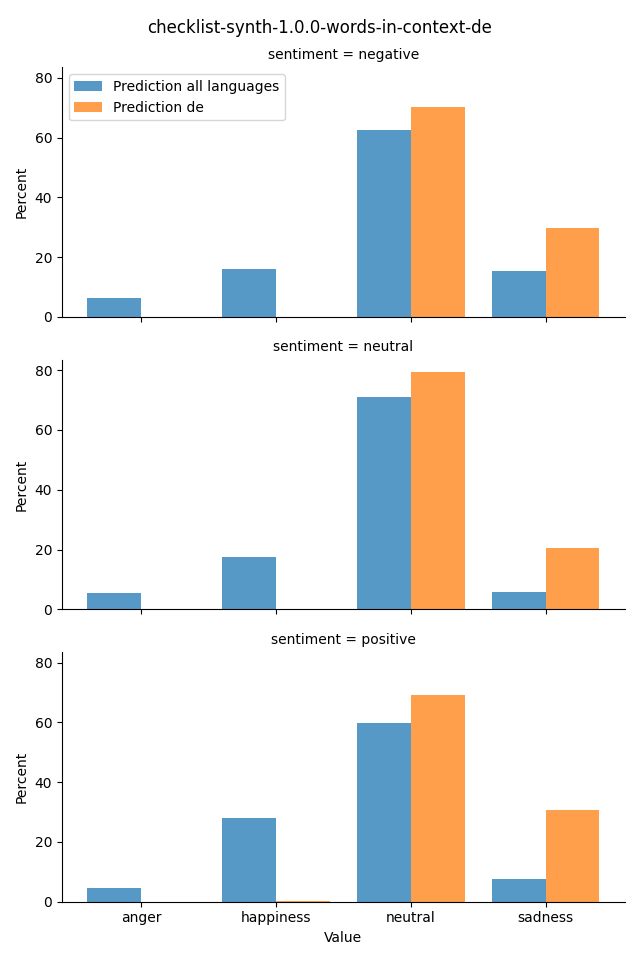 checklist-synth-1.0.0-words-in-context-de
sentiment = negative
Prediction all languages
Prediction de
80
60
40
20
0
Percent
sentiment = neutral
80
60
40
20
0
Percent
sentiment = positive
80
60
40
20
0
Percent
anger happiness neutral sadness
Value